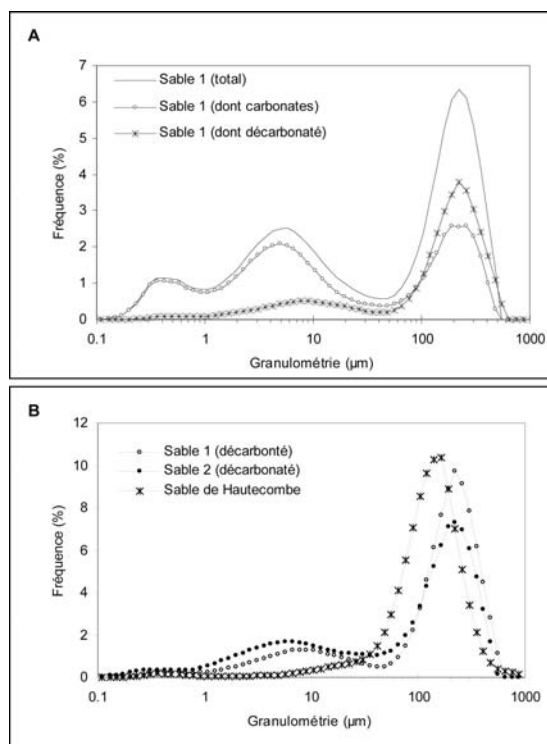 A
7
6
5
4
3
2
1
0
Fréquence (%)
Sable 1 (total)
Sable 1 (dont carbonates)
Sable 1 (dont décarbonaté)
0.1 1 10 100 1000
Granulométrie (µm)
B
12
10
8
6
4
2
0
Fréquence (%)
Sable 1 (décarbonté)
Sable 2 (décarbonaté)
Sable de Hautecombe
0.1 1 10 100 1000
Granulométrie (µm)